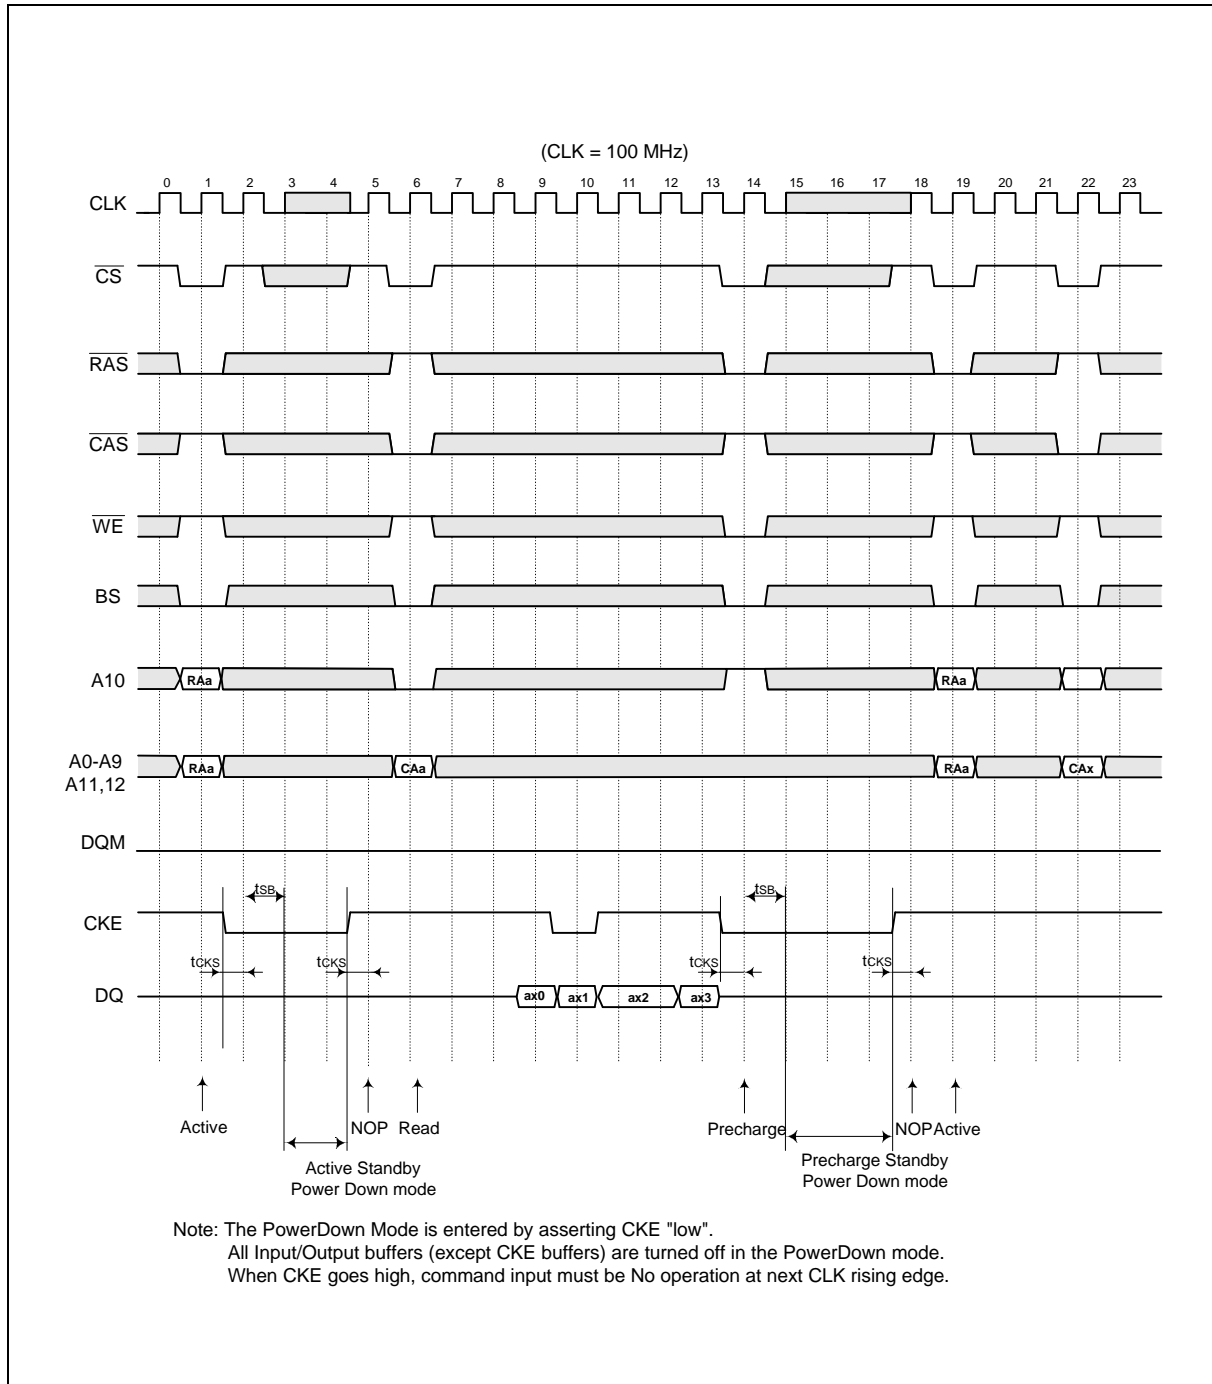 (CLK = 100 MHz)
0 1 2 3 4 5 6 7 8 9 10 11 12 13 14 15 16 17 18 19 20 21 22 23
CLK
CS
RAS
CAS
WE
BS
A10 RAa RAa
A0-A9
A11,12
RAa CAa RAa CAx
DQM
tSB tSB
CKE
tCKS tCKS tCKS tCKS
DQ ax0 ax1 ax2 ax3
Active NOP Read Precharge NOP Active
Active Standby
Power Down mode
Precharge Standby
Power Down mode
Note: The PowerDown Mode is entered by asserting CKE "low".
All Input/Output buffers (except CKE buffers) are turned off in the PowerDown mode.
When CKE goes high, command input must be No operation at next CLK rising edge.